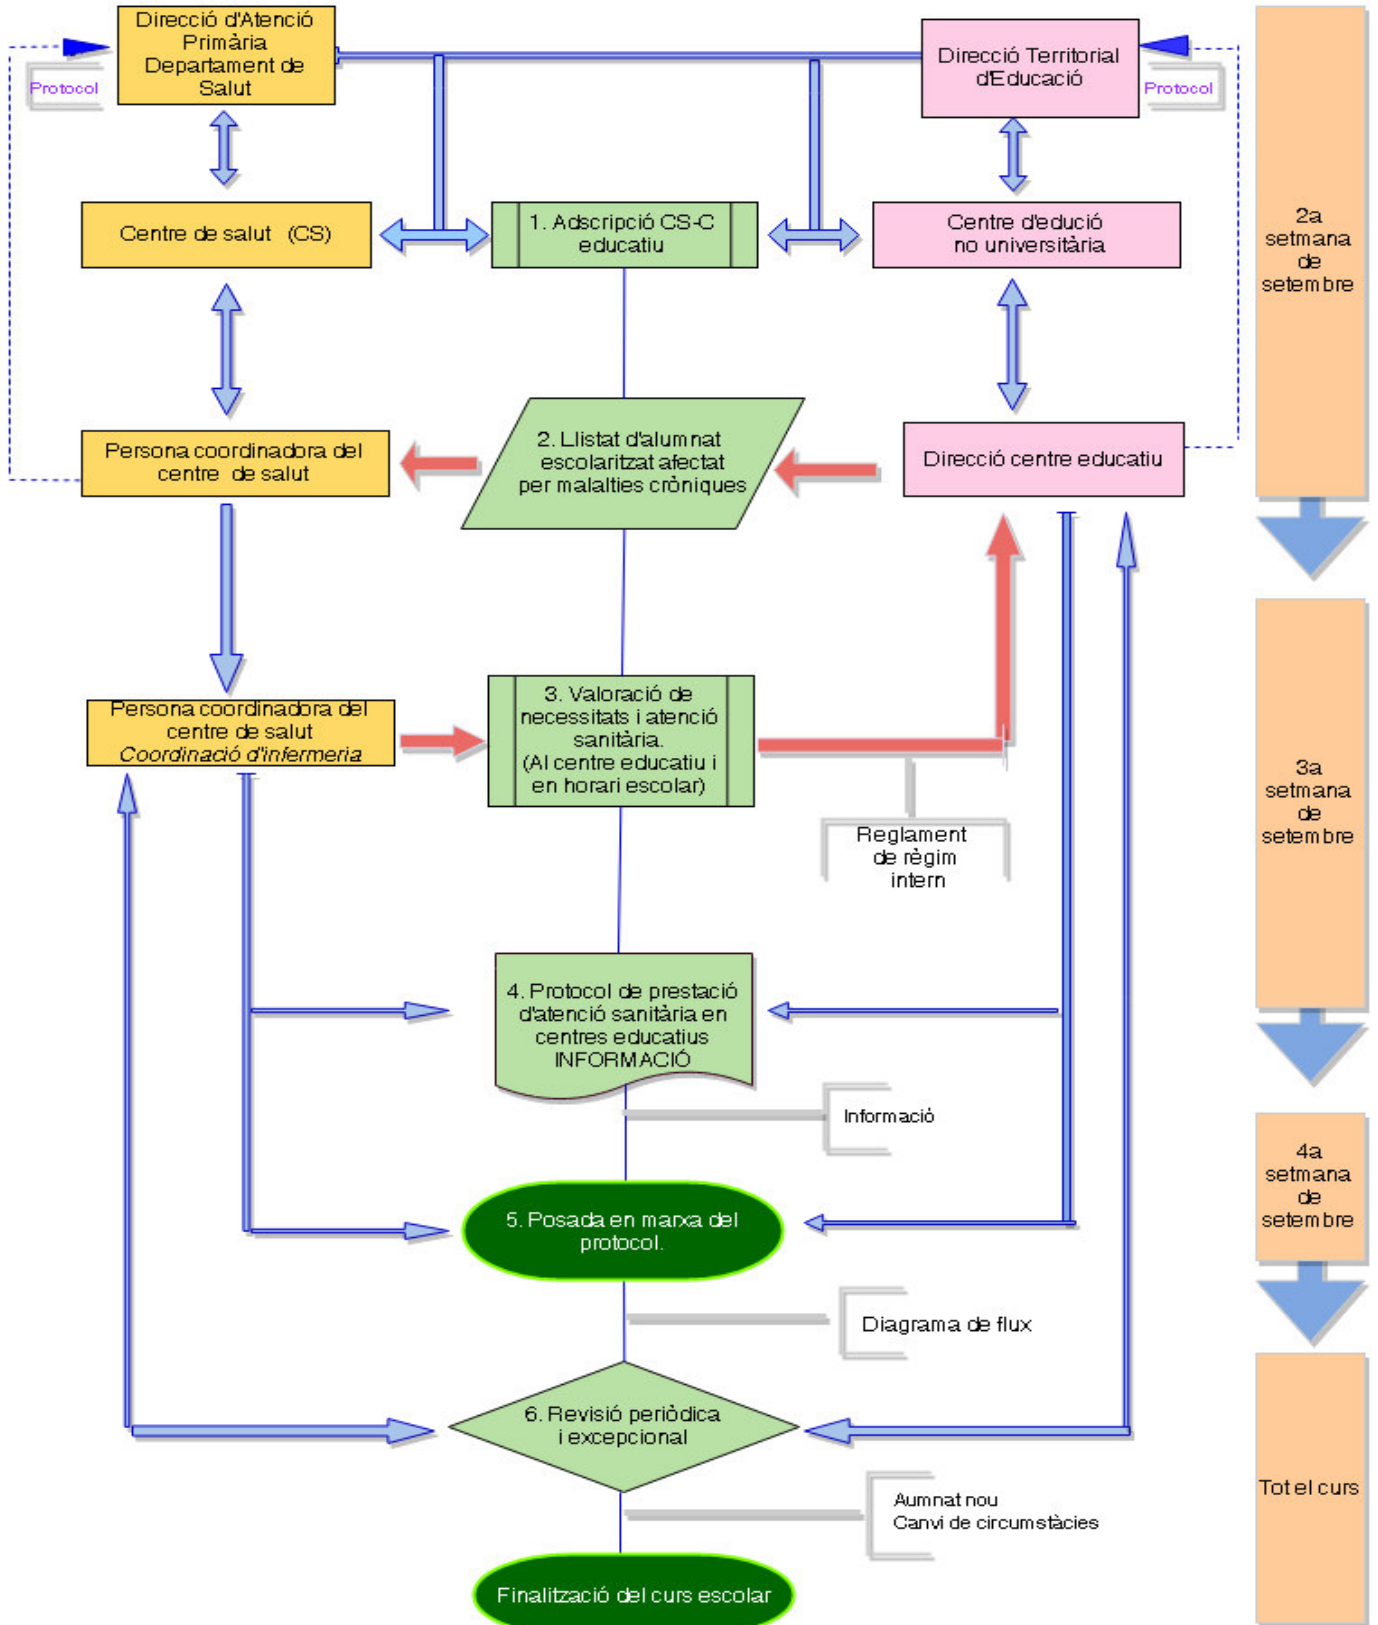 Direcció d'Atenció
Primària
Departament de
Salut
Direcció Territorial
d'Educació
Protocol
Protocol
2a
setmana
de
setembre
Centre de salut (CS)
1. Adscripció CS-C
educatiu
Centre d'edució
no universitària
Persona coordinadora del
centre de salut
2. Llistat d'alumnat
escolaritzat afectat
per malalties cròniques
Direcció centre educatiu
Persona coordinadora del
centre de salut
Coordinació d'infermeria
3. Valoració de
necessitats i atenció
sanitària.
(Al centre educatiu i
en horari escolar)
Reglament
de règim
intern
3a
setmana
de
setembre
4. Protocol de prestació
d'atenció sanitària en
centres educatius
INFORMACIÓ
Informació
4a
setmana
de
setembre
5. Posada en marxa del
protocol.
Diagrama de flux
6. Revisió periòdica
i excepcional
Aumnat nou
Canvi de circumstàcies
Tot el curs
Finalització del curs escolar